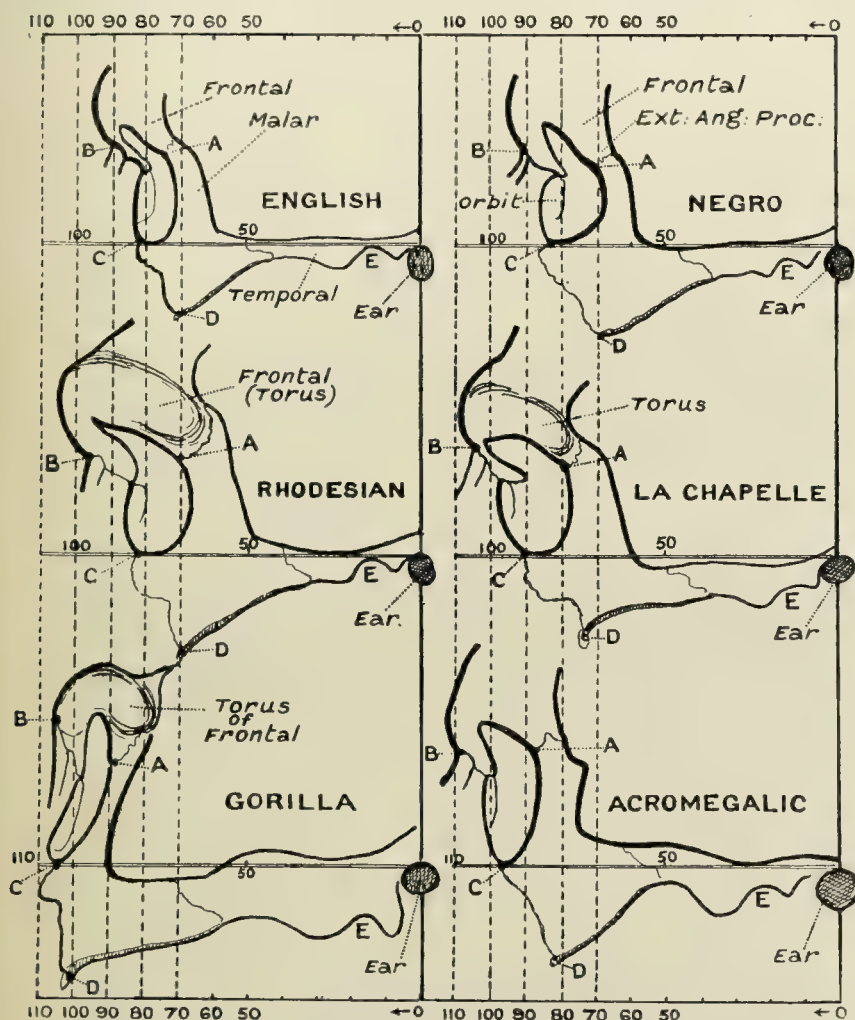 110 100 90 80 70 60 50 ←0
110 100 90 80 70 60 50 ←0
Frontal
Malar
A
B
ENGLISH
100
50
C
Temporal
E
D
Ear
Frontal
Ext: Ang: Proc:
B
A
orbit
NEGRO
100
50
C
E
Ear
D
Frontal
(Torus)
A
B
RHODESIAN
100
50
C
E
Ear.
D
Torus
B
A
LA CHAPELLE
100
50
C
E
Ear
D
Torus
of
Frontal
B
A
GORILLA
110
50
C
E
Ear
D
B
A
ACROMEGALIC
110
50
C
E
Ear
D
110 100 90 80 70 60 50 ←0
110 100 90 80 70 60 50 ←0